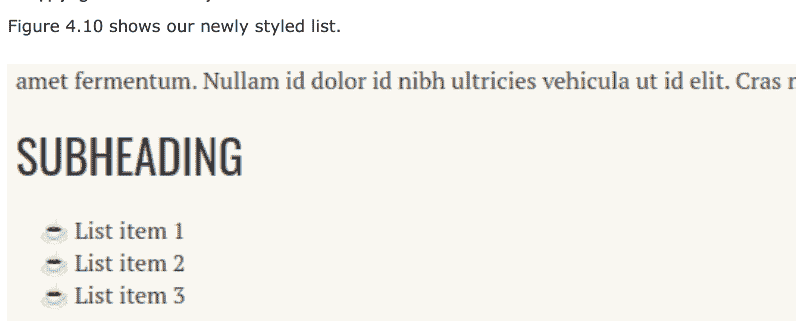 Figure 4.10 shows our newly styled list.
amet fermentum. Nullam id dolor id nibh ultricies vehicula ut id elit. Cras
SUBHEADING
List item 1
List item 2
List item 3